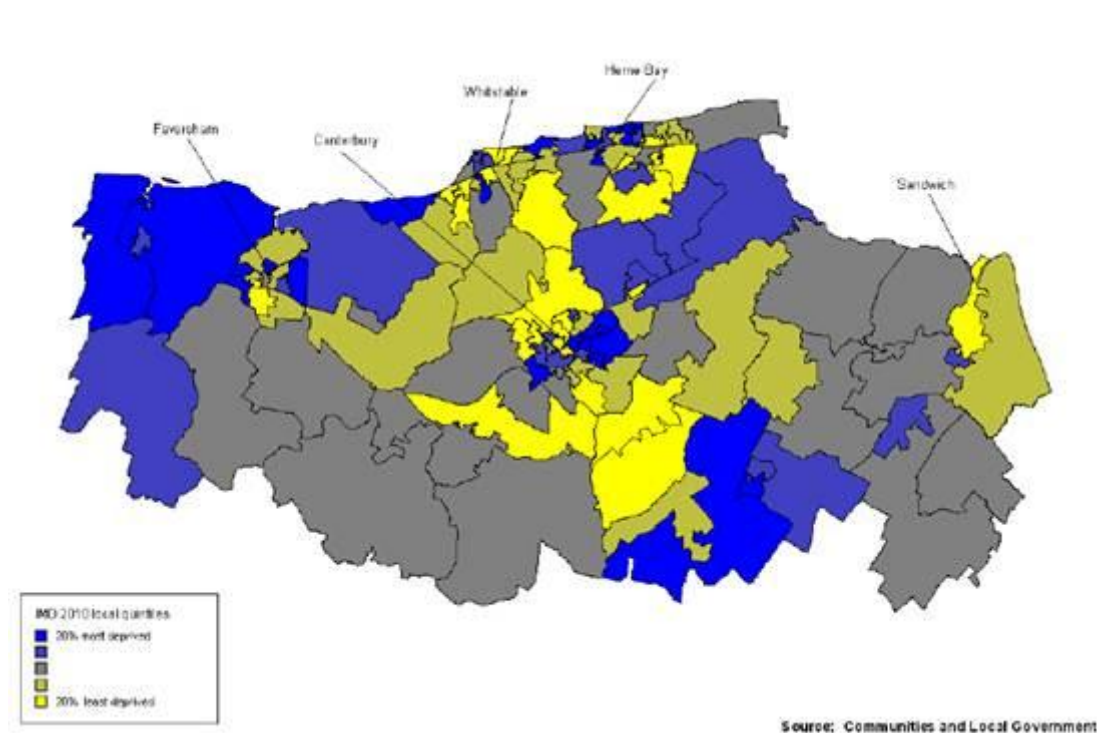 Herne Bay
Whitstable
Faversham
Canterbury
Sandwich
IMD 2010 local quintiles
20% most deprived
20% least deprived
Source: Communities and Local Government